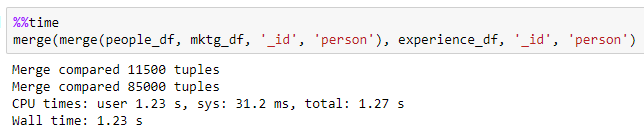 %%time
merge(merge(people_df, mktg_df, '_id', 'person'), experience_df, '_id', 'person')
Merge compared 11500 tuples
Merge compared 85000 tuples
CPU times: user 1.23 s, sys: 31.2 ms, total: 1.27 s
Wall time: 1.23 s